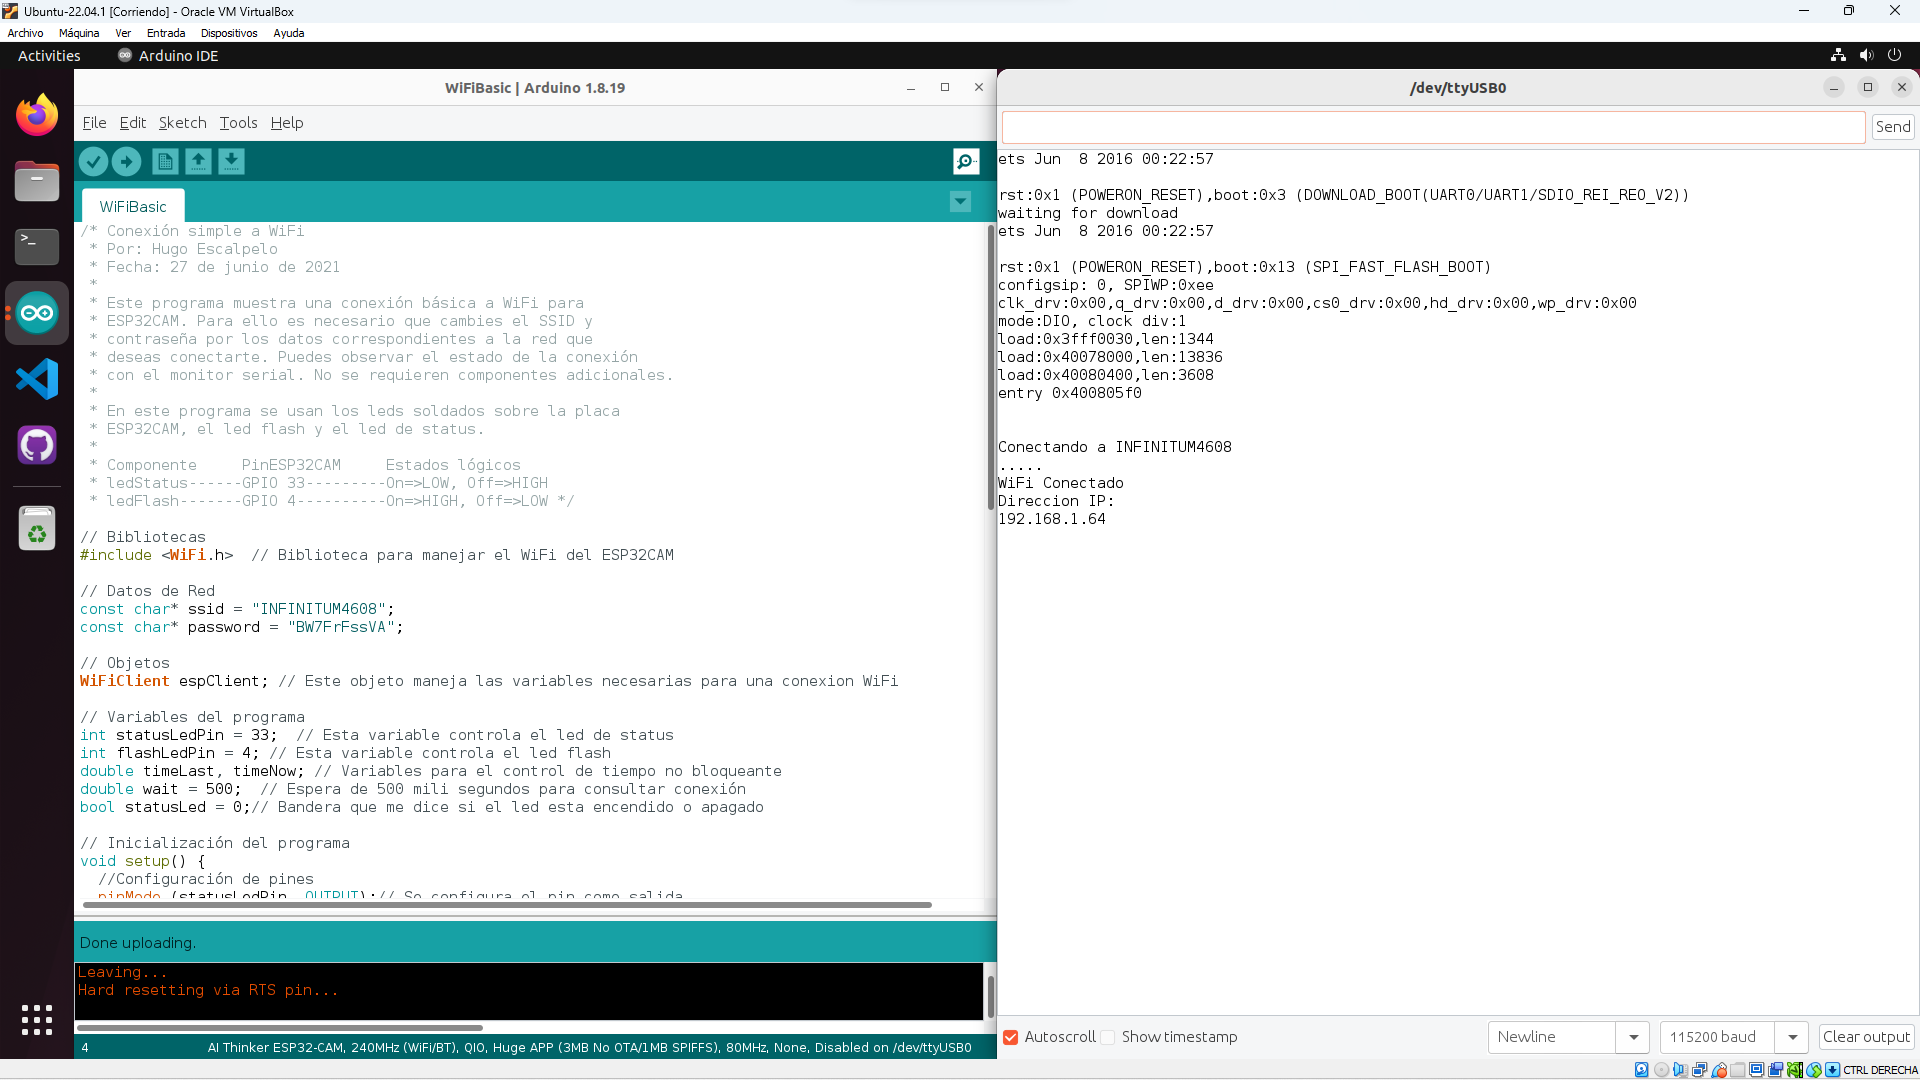 Ubuntu-22.04.1 [Corriendo] - Oracle VM VirtualBox
Archivo Máquina Ver Entrada Dispositivos Ayuda
Activities Arduino IDE
WiFiBasic | Arduino 1.8.19
File Edit Sketch Tools Help
WiFiBasic
/* Conexión simple a WiFi
 * Por: Hugo Escalpelo
 * Fecha: 27 de junio de 2021
 *
 * Este programa muestra una conexión básica a WiFi para
 * ESP32CAM. Para ello es necesario que cambies el SSID y
 * contraseña por los datos correspondientes a la red que
 * deseas conectarte. Puedes observar el estado de la conexión
 * con el monitor serial. No se requieren componentes adicionales.
 *
 * En este programa se usan los leds soldados sobre la placa
 * ESP32CAM, el led flash y el led de status.
 *
 * Componente     PinESP32CAM     Estados lógicos
 * ledStatus------GPIO 33---------On=>LOW, Off=>HIGH
 * ledFlash-------GPIO 4----------On=>HIGH, Off=>LOW */
// Bibliotecas
#include <WiFi.h>  // Biblioteca para manejar el WiFi del ESP32CAM
// Datos de Red
const char* ssid = "INFINITUM4608";
const char* password = "BW7FrFssVA";
// Objetos
WiFiClient espClient; // Este objeto maneja las variables necesarias para una conexion WiFi
// Variables del programa
int statusLedPin = 33;  // Esta variable controla el led de status
int flashLedPin = 4; // Esta variable controla el led flash
double timeLast, timeNow; // Variables para el control de tiempo no bloqueante
double wait = 500;  // Espera de 500 mili segundos para consultar conexión
bool statusLed = 0;// Bandera que me dice si el led esta encendido o apagado
// Inicialización del programa
void setup() {
  //Configuración de pines
  pinMode (statusLedPin, OUTPUT);// Se configura el pin como salida
Done uploading.
Leaving...
Hard resetting via RTS pin...
4 AI Thinker ESP32-CAM, 240MHz (WiFi/BT), QIO, Huge APP (3MB No OTA/1MB SPIFFS), 80MHz, None, Disabled on /dev/ttyUSB0
/dev/ttyUSB0
Send
ets Jun  8 2016 00:22:57
rst:0x1 (POWERON_RESET),boot:0x3 (DOWNLOAD_BOOT(UART0/UART1/SDIO_REI_REO_V2))
waiting for download
ets Jun  8 2016 00:22:57
rst:0x1 (POWERON_RESET),boot:0x13 (SPI_FAST_FLASH_BOOT)
configsip: 0, SPIWP:0xee
clk_drv:0x00,q_drv:0x00,d_drv:0x00,cs0_drv:0x00,hd_drv:0x00,wp_drv:0x00
mode:DIO, clock div:1
load:0x3fff0030,len:1344
load:0x40078000,len:13836
load:0x40080400,len:3608
entry 0x400805f0
Conectando a INFINITUM4608
.....
WiFi Conectado
Direccion IP:
192.168.1.64
Autoscroll Show timestamp Newline 115200 baud Clear output
CTRL DERECHA